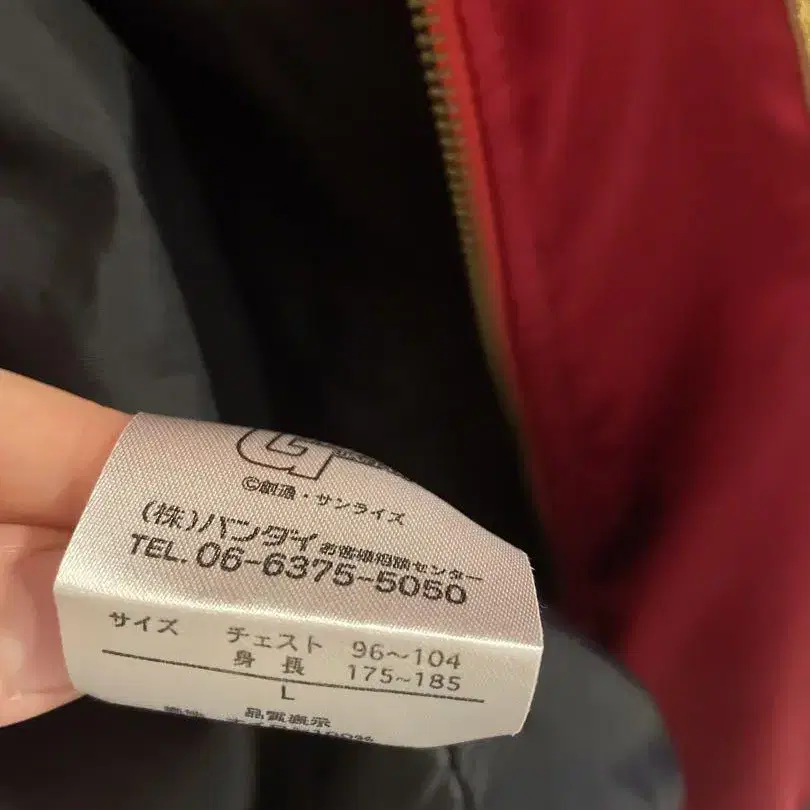 ©創通・サンライズ
(株)バンダイ お客様相談センター
TEL. 06-6375-5050
サイズ チェスト 96~104
身長 175~185
L
品質表示
100%